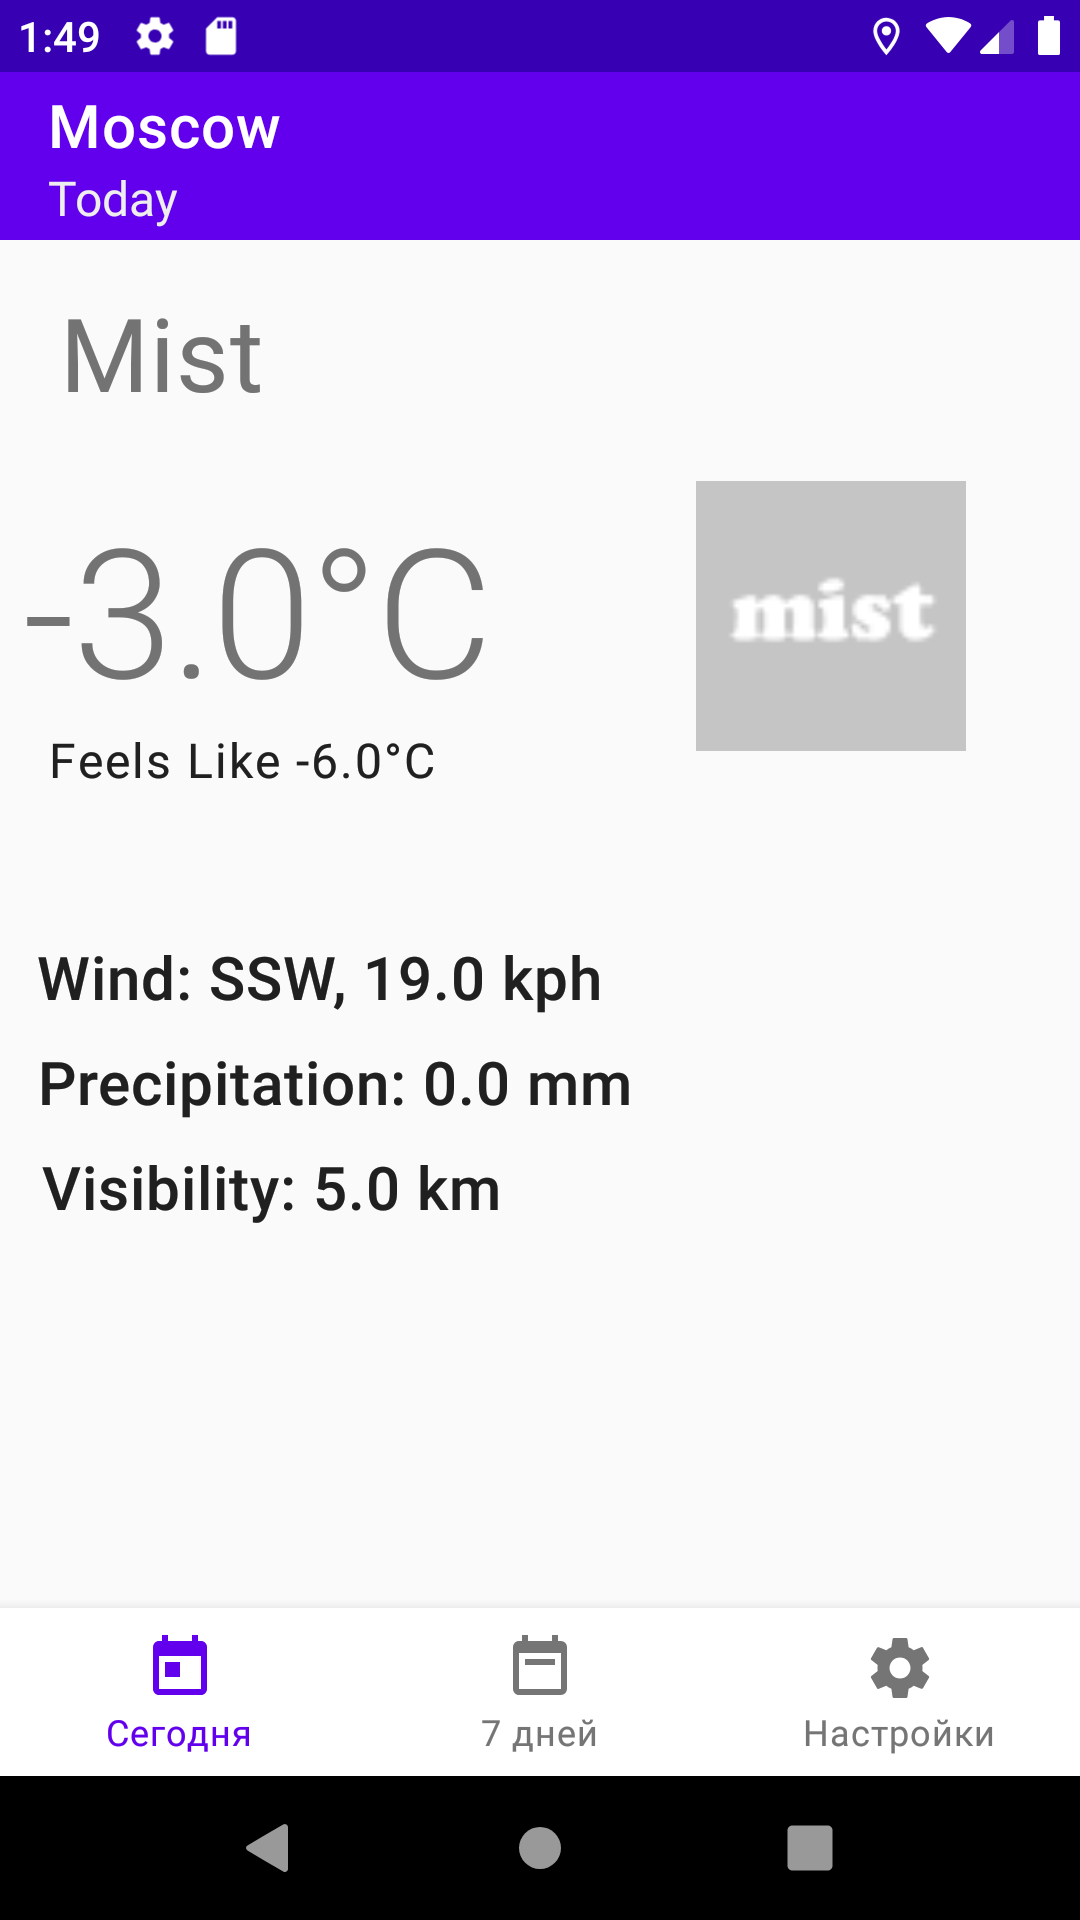 1:49
Moscow
Today
Mist
-3.0°C
mist
Feels Like -6.0°C
Wind: SSW, 19.0 kph
Precipitation: 0.0 mm
Visibility: 5.0 km
Сегодня
7 дней
Настройки